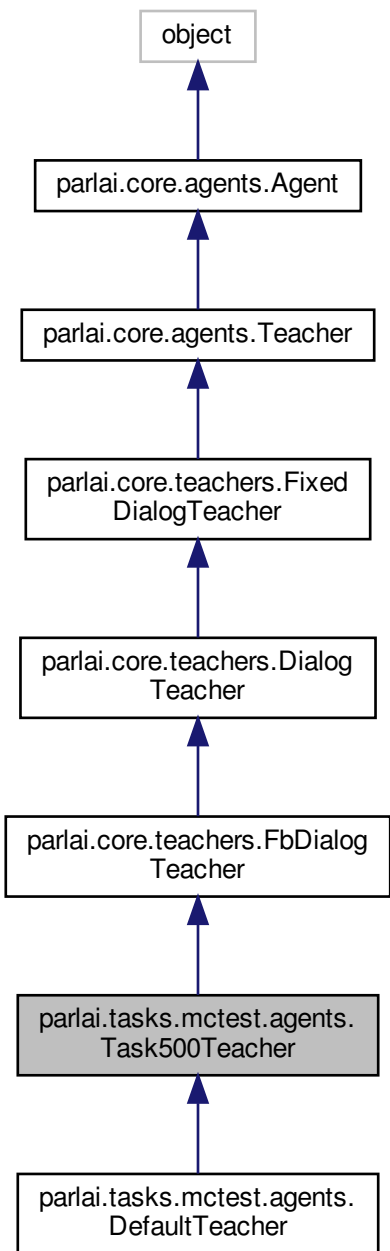 object
parlai.core.agents.Agent
parlai.core.agents.Teacher
parlai.core.teachers.Fixed
DialogTeacher
parlai.core.teachers.Dialog
Teacher
parlai.core.teachers.FbDialog
Teacher
parlai.tasks.mctest.agents.
Task500Teacher
parlai.tasks.mctest.agents.
DefaultTeacher